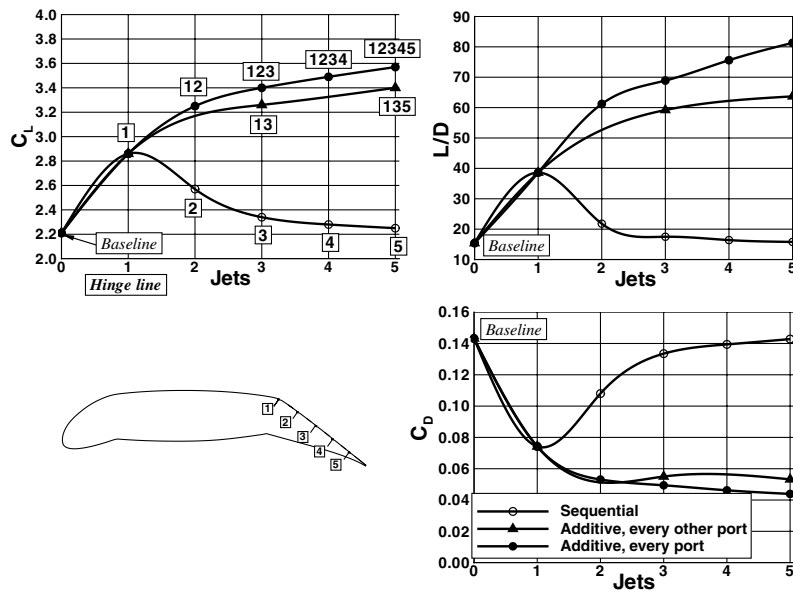 4.0
3.8
3.6
3.4
3.2
3.0
2.8
2.6
2.4
2.2
2.0
CL
12345
1234
123
12
1
13
135
2
3
4
5
Baseline
0 1 2 3 4 5
Hinge line
Jets
90
80
70
60
50
40
30
20
10
L/D
Baseline
0 1 2 3 4 5
Jets
1
2
3
4
5
0.16
0.14
0.12
0.10
0.08
0.06
0.04
0.02
0.00
CD
Baseline
Sequential
Additive, every other port
Additive, every port
0 1 2 3 4 5
Jets